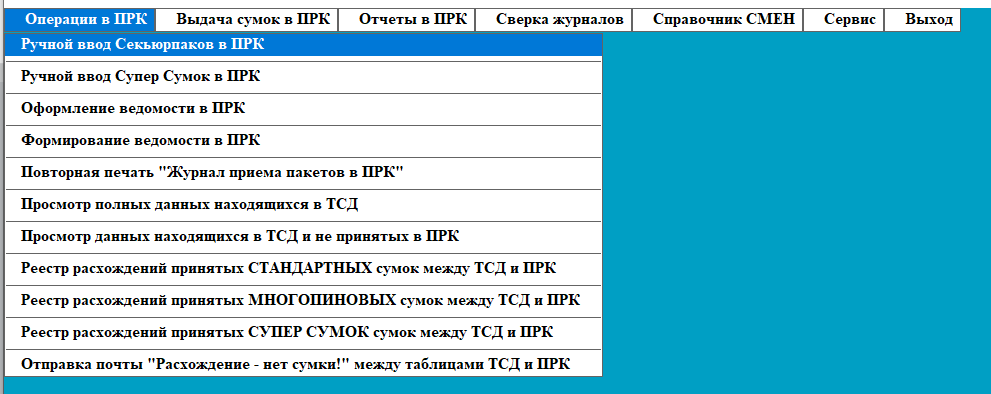 Операции в ПРК Выдача сумок в ПРК Отчеты в ПРК Сверка журналов Справочник СМЕН Сервис Выход
Ручной ввод Секьюрпаков в ПРК
Ручной ввод Супер Сумок в ПРК
Оформление ведомости в ПРК
Формирование ведомости в ПРК
Повторная печать "Журнал приема пакетов в ПРК"
Просмотр полных данных находящихся в ТСД
Просмотр данных находящихся в ТСД и не принятых в ПРК
Реестр расхождений принятых СТАНДАРТНЫХ сумок между ТСД и ПРК
Реестр расхождений принятых МНОГОПИНОВЫХ сумок между ТСД и ПРК
Реестр расхождений принятых СУПЕР СУМОК сумок между ТСД и ПРК
Отправка почты "Расхождение - нет сумки!" между таблицами ТСД и ПРК